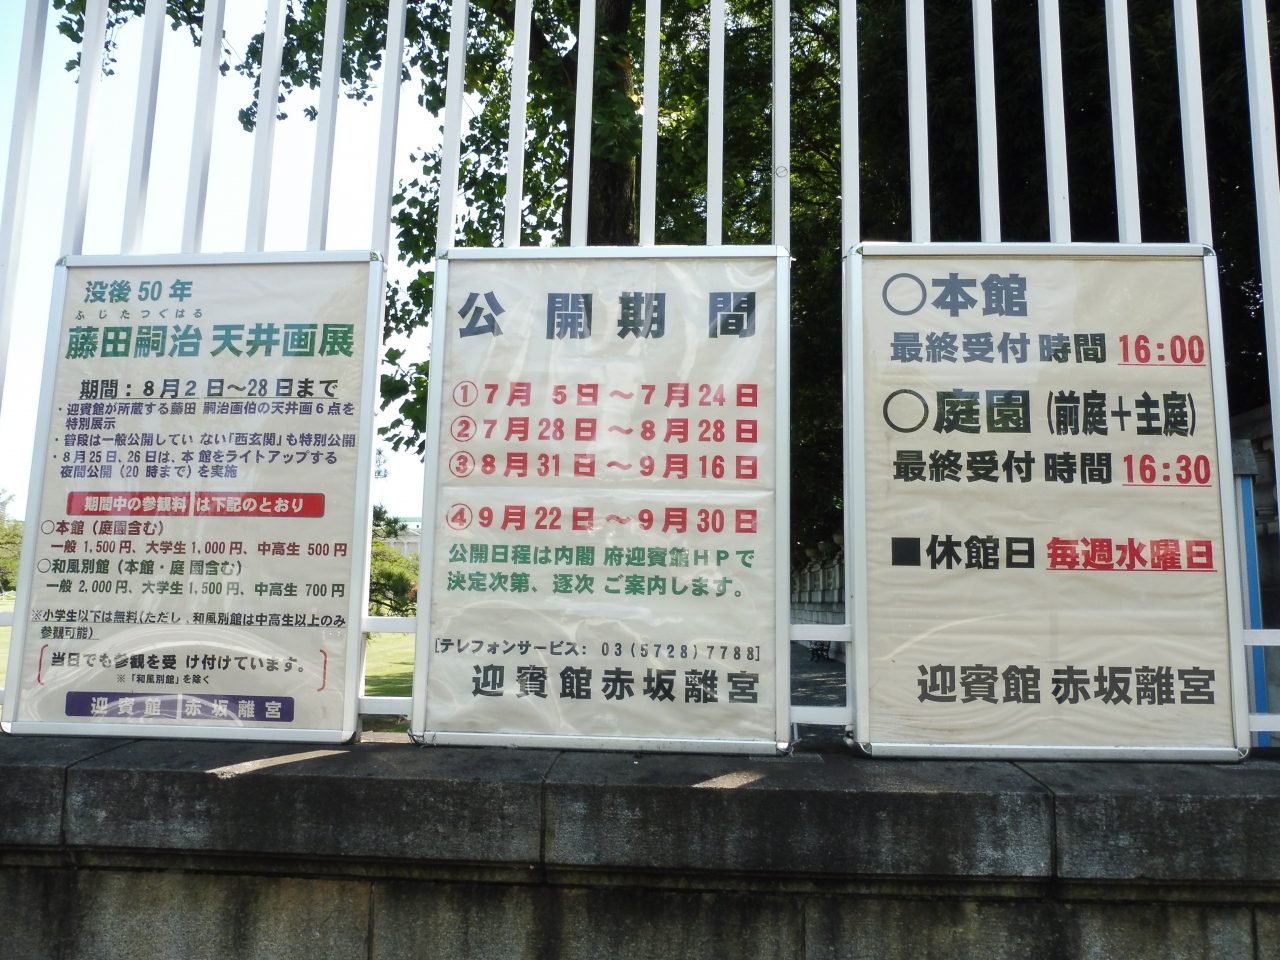 没後50年
ふじたつぐはる
藤田嗣治 天井画展
期間：8月2日～28日まで
・迎賓館が所蔵する藤田 嗣治画伯の天井画6点を
特別展示
・普段は一般公開してい ない「西玄関」も特別公開
・8月25日、26日は、本館をライトアップする
夜間公開（20時まで）を実施
期間中の参観料は下記のとおり
○本館（庭園含む）
一般 1,500円、大学生 1,000円、中高生 500円
○和風別館（本館・庭園含む）
一般 2,000円、大学生 1,500円、中高生 700円
※小学生以下は無料（ただし、和風別館は中高生以上のみ
参観可能）
当日でも参観を受け付けています。
※「和風別館」を除く
迎賓館 赤坂離宮
公開期間
①7月 5日～7月24日
②7月28日～8月28日
③8月31日～9月16日
④9月22日～9月30日
公開日程は内閣府迎賓館HPで
決定次第、逐次ご案内します。
[テレフォンサービス： 03（5728）7788]
迎賓館赤坂離宮
○本館
最終受付時間 16:00
○庭園（前庭＋主庭）
最終受付時間 16:30
■休館日 毎週水曜日
迎賓館赤坂離宮